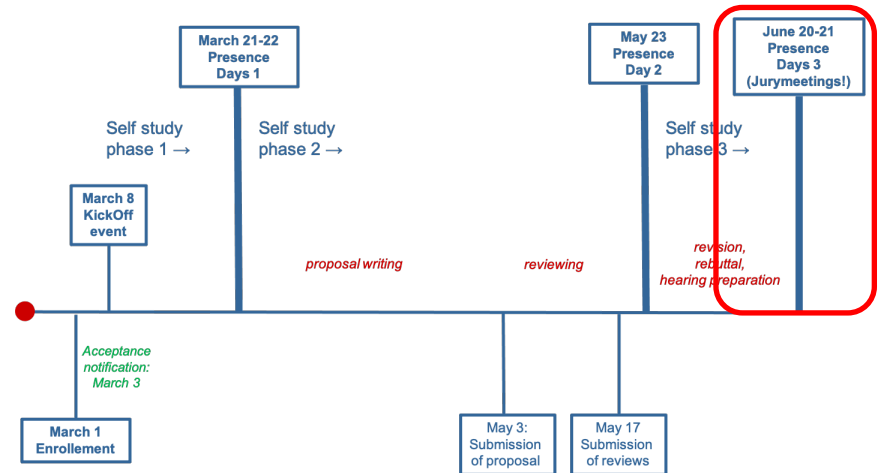 March 21-22
Presence
Days 1
May 23
Presence
Day 2
June 20-21
Presence
Days 3
(Jurymeetings!)
Self study
phase 1 →
Self study
phase 2 →
Self study
phase 3 →
March 8
KickOff
event
proposal writing
reviewing
revision,
rebuttal,
hearing preparation
Acceptance
notification:
March 3
March 1
Enrollement
May 3:
Submission
of proposal
May 17
Submission
of reviews